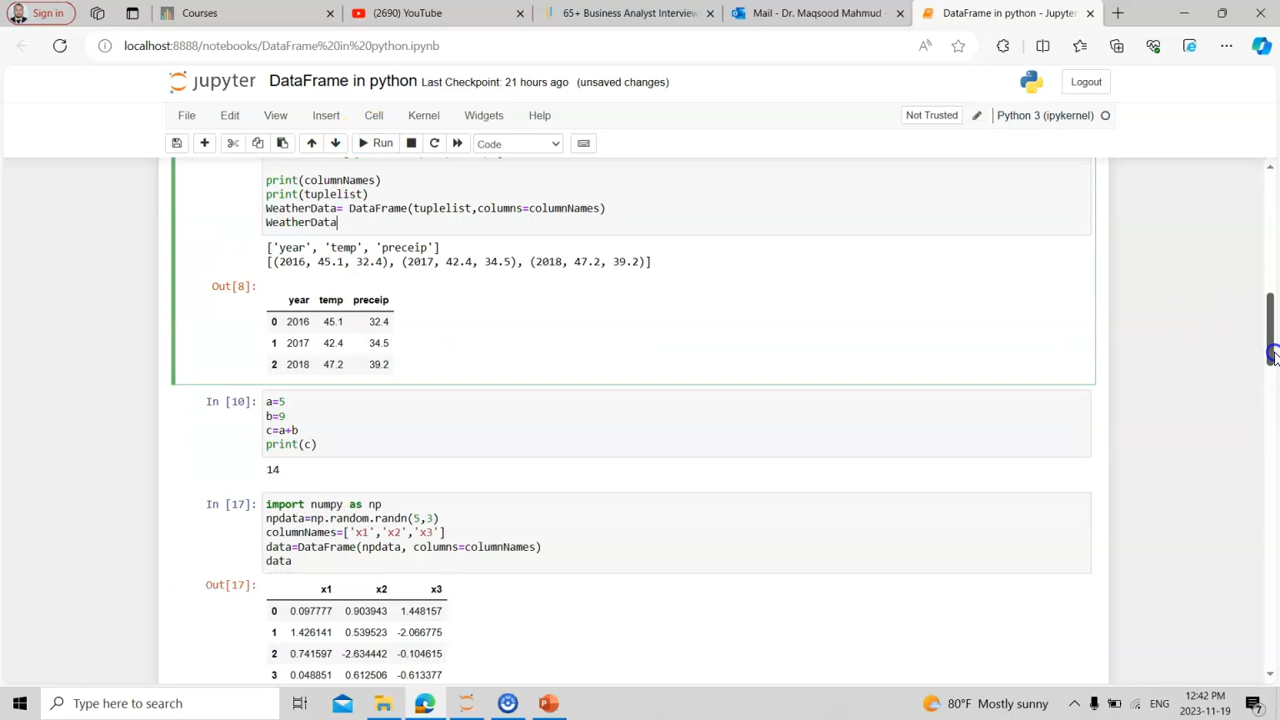 Sign in
Courses
(2690) YouTube
65+ Business Analyst Interview
Mail - Dr. Maqsood Mahmud -
DataFrame in python - Jupyter
localhost:8888/notebooks/DataFrame%20in%20python.ipynb
jupyter DataFrame in python Last Checkpoint: 21 hours ago (unsaved changes)
Logout
File Edit View Insert Cell Kernel Widgets Help
Not Trusted
Python 3 (ipykernel)
Run
Code
print(columnNames)
print(tuplelist)
WeatherData= DataFrame(tuplelist,columns=columnNames)
WeatherData
['year', 'temp', 'preceip']
[(2016, 45.1, 32.4), (2017, 42.4, 34.5), (2018, 47.2, 39.2)]
Out[8]:
year temp preceip
0 2016 45.1 32.4
1 2017 42.4 34.5
2 2018 47.2 39.2
In [10]: a=5
b=9
c=a+b
print(c)
14
In [17]: import numpy as np
npdata=np.random.randn(5,3)
columnNames=['x1','x2','x3']
data=DataFrame(npdata, columns=columnNames)
data
Out[17]:
x1 x2 x3
0 0.097777 0.903943 1.448157
1 1.426141 0.539523 -2.066775
2 0.741597 -2.634442 -0.104615
3 0.048851 0.612506 -0.613377
Type here to search
80°F Mostly sunny
ENG
12:42 PM
2023-11-19
7